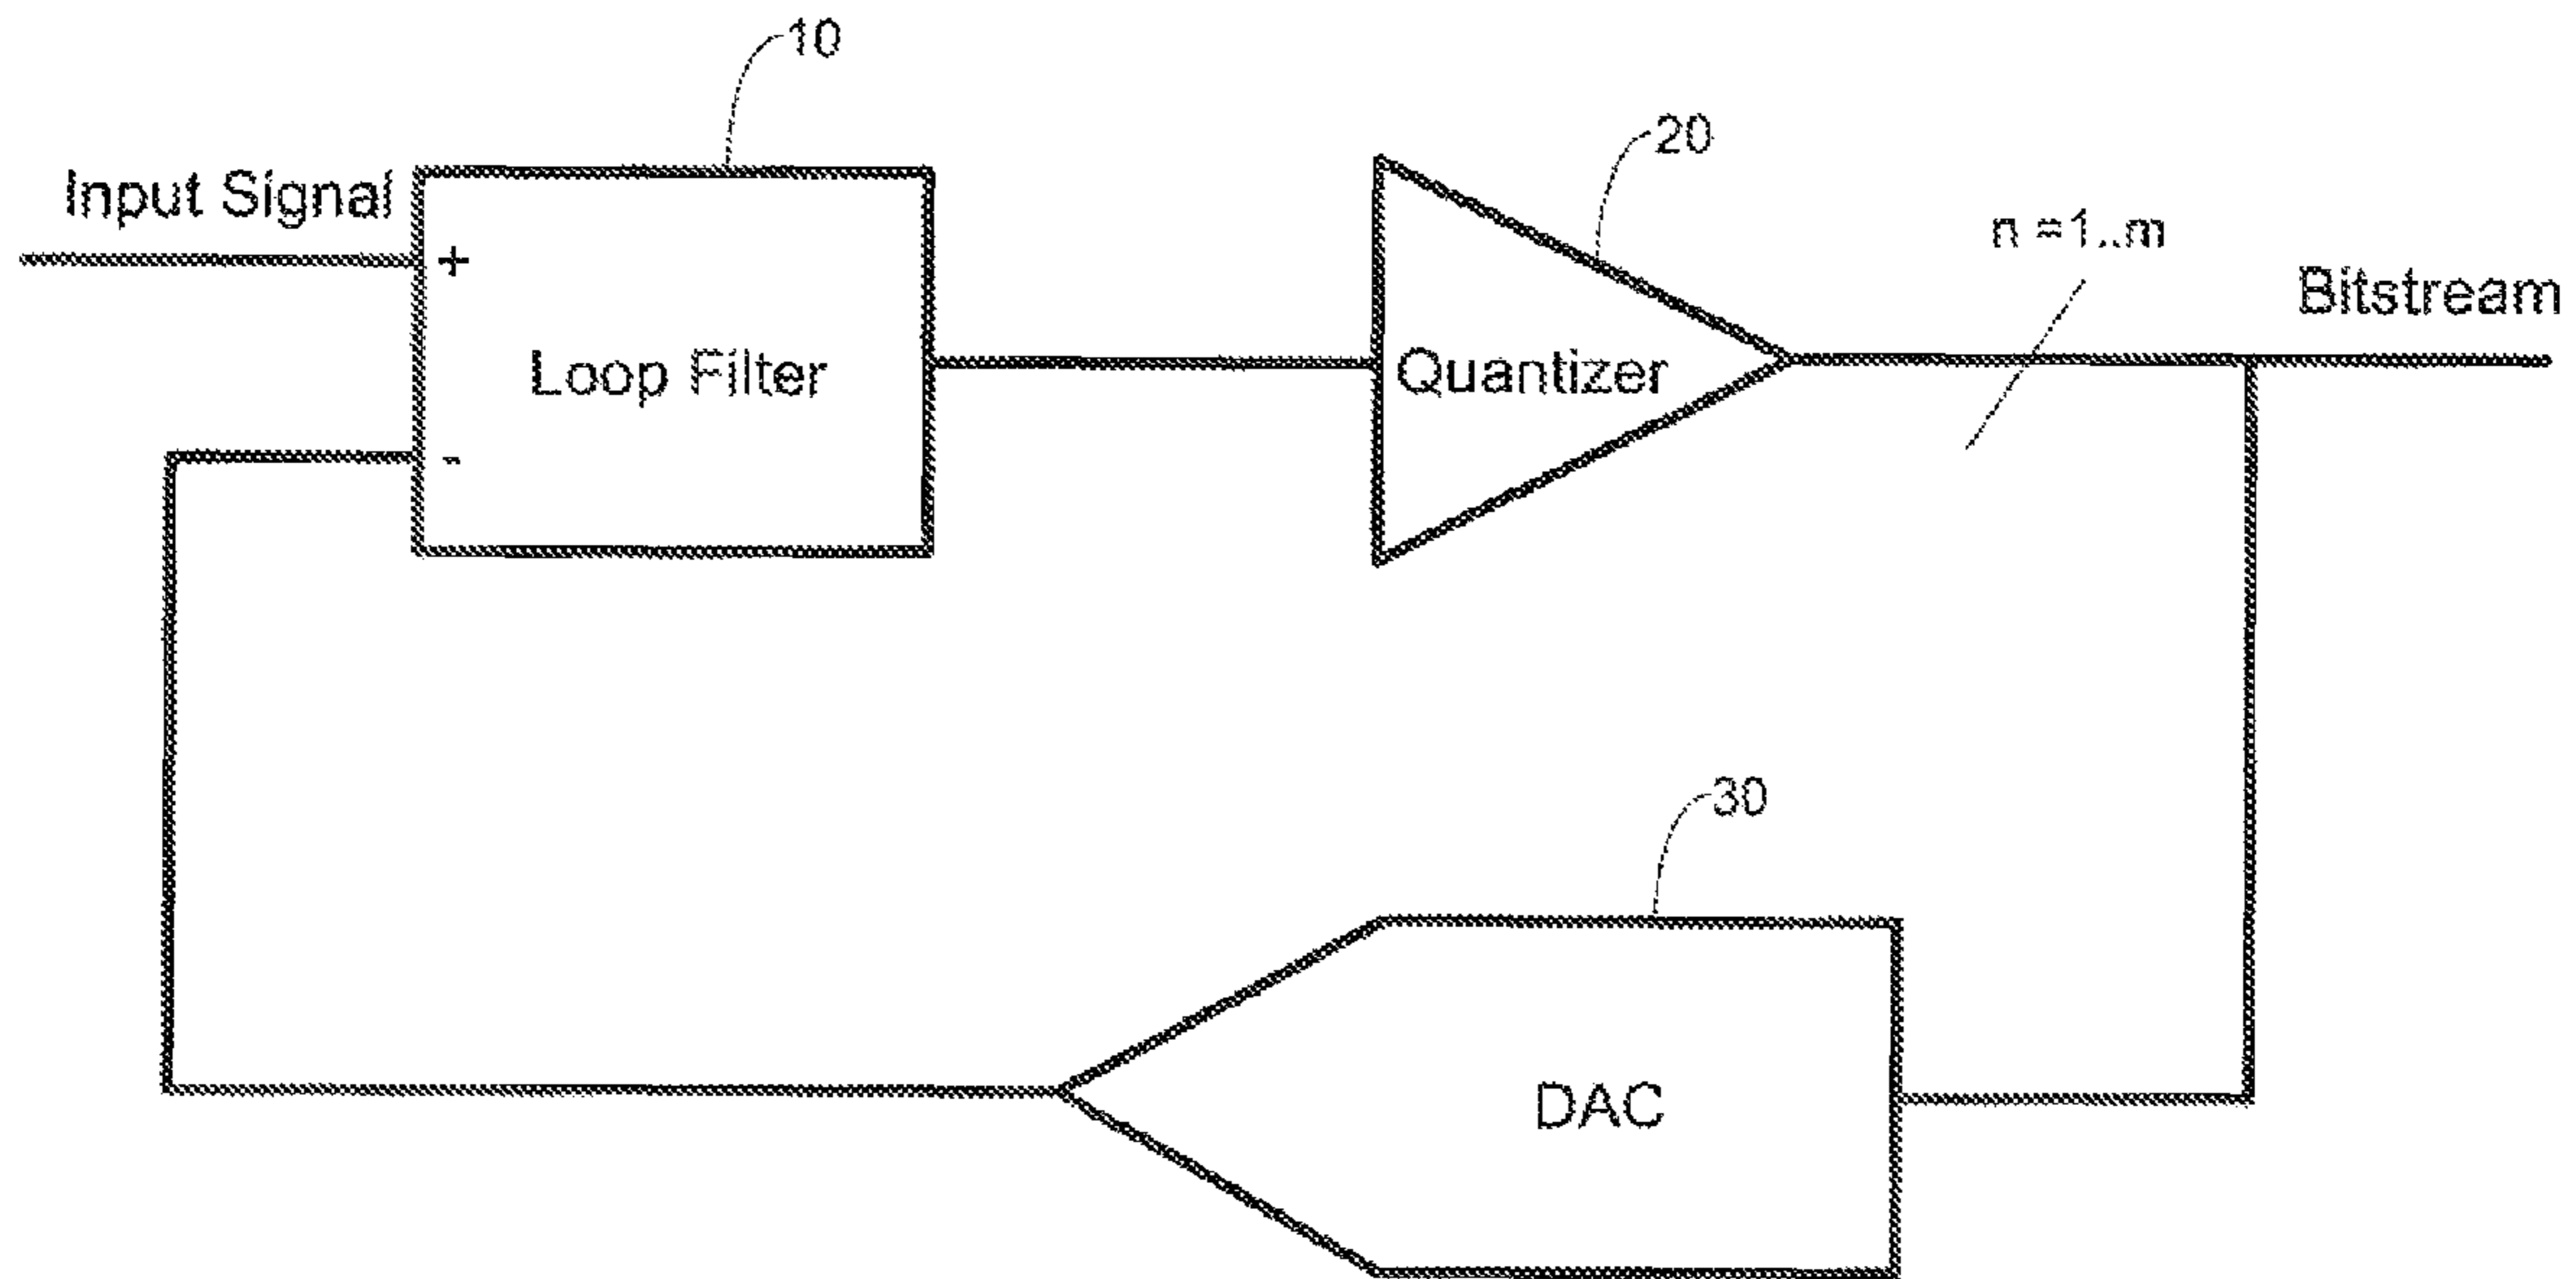 10
20
Input Signal
n =1..m
+
Bitstream
Loop Filter
Quantizer
-
30
DAC